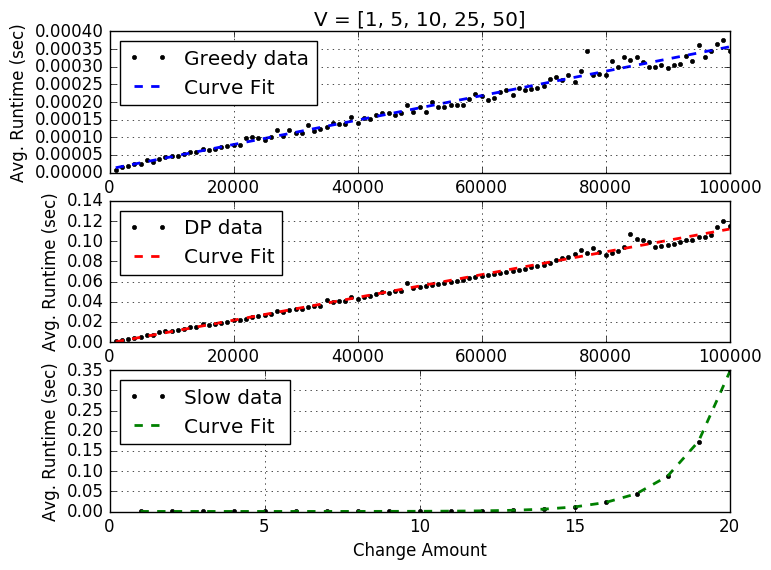 V = [1, 5, 10, 25, 50]
Avg. Runtime (sec)
0.00040
0.00035
0.00030
0.00025
0.00020
0.00015
0.00010
0.00005
0.00000
Greedy data
Curve Fit
0 20000 40000 60000 80000 100000
Avg. Runtime (sec)
0.14
0.12
0.10
0.08
0.06
0.04
0.02
0.00
DP data
Curve Fit
0 20000 40000 60000 80000 100000
Avg. Runtime (sec)
0.35
0.30
0.25
0.20
0.15
0.10
0.05
0.00
Slow data
Curve Fit
0 5 10 15 20
Change Amount